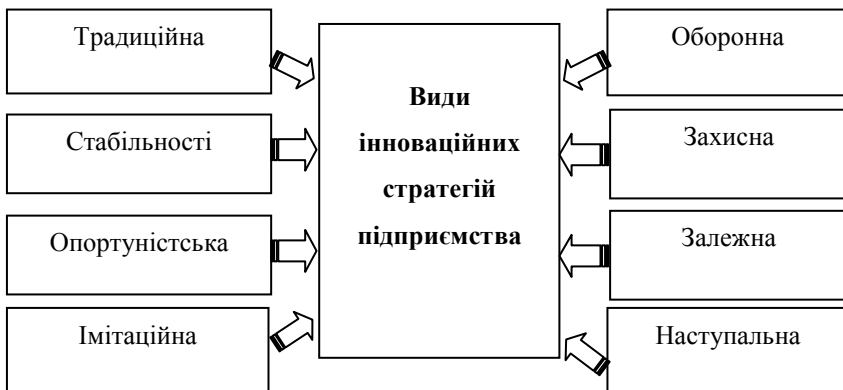 Традиційна
Стабільності
Опортуністська
Імітаційна
Види
інноваційних
стратегій
підприємства
Оборонна
Захисна
Залежна
Наступальна